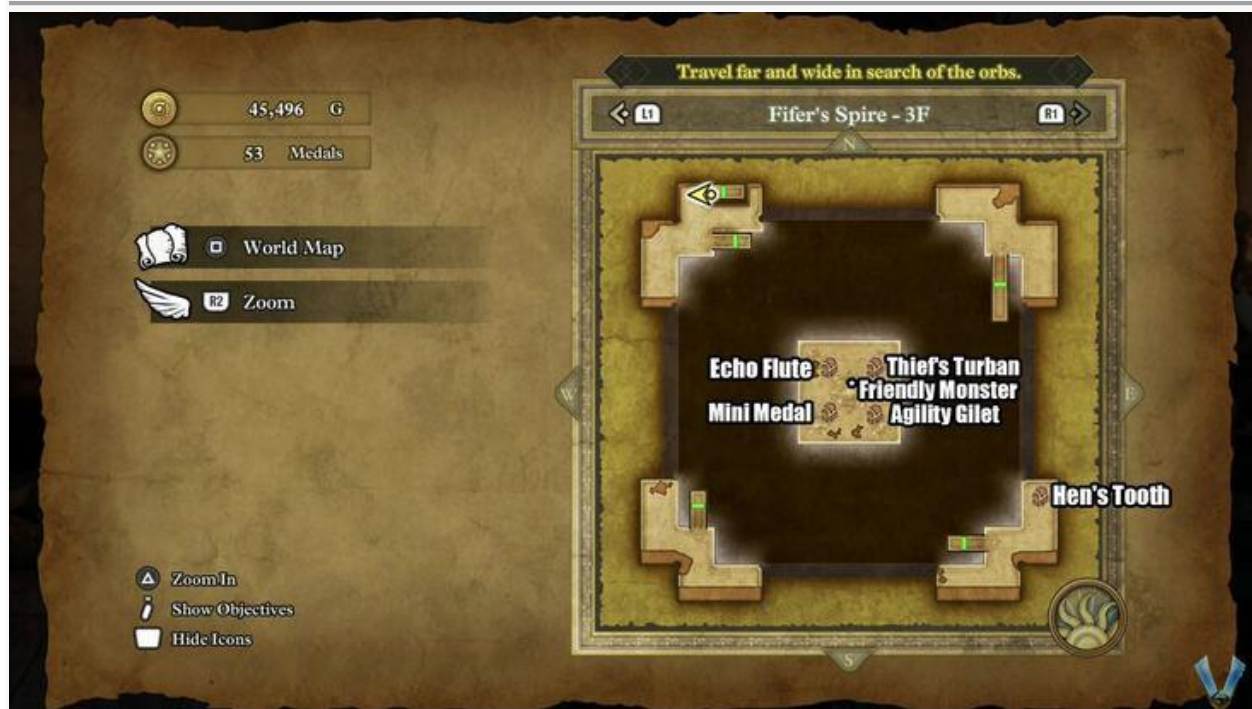 Travel far and wide in search of the orbs.
45,496 G
L1 Fifer's Spire - 3F R1
53 Medals
N
World Map
R2 Zoom
Echo Flute Thief's Turban
*Friendly Monster
W E
Mini Medal Agility Gilet
Hen's Tooth
Zoom In
Show Objectives
Hide Icons
S